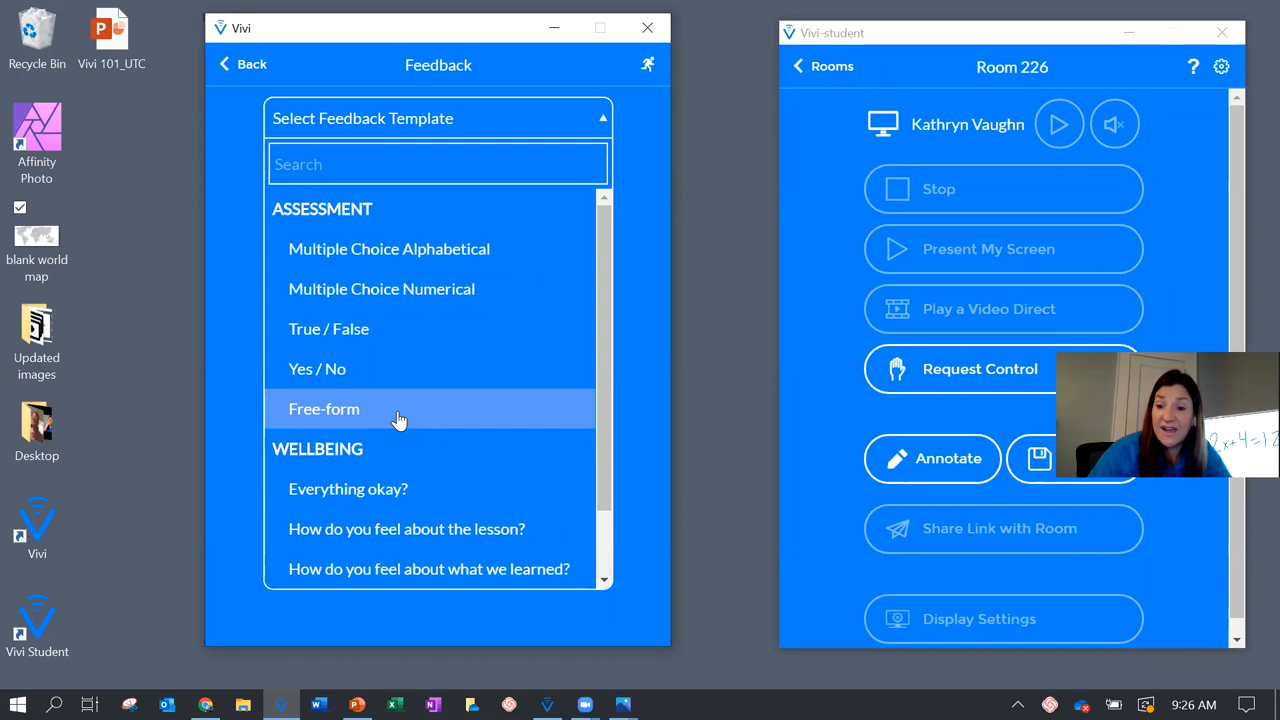 Recycle Bin
Vivi 101_UTC
Affinity
Photo
blank world
map
Updated
images
Desktop
Vivi
Vivi Student
Vivi
Back
Feedback
Select Feedback Template
Search
ASSESSMENT
Multiple Choice Alphabetical
Multiple Choice Numerical
True / False
Yes / No
Free-form
WELLBEING
Everything okay?
How do you feel about the lesson?
How do you feel about what we learned?
Vivi-student
Rooms
Room 226
?
Kathryn Vaughn
Stop
Present My Screen
Play a Video Direct
Request Control
2x+4=12
Annotate
Share Link with Room
Display Settings
9:26 AM